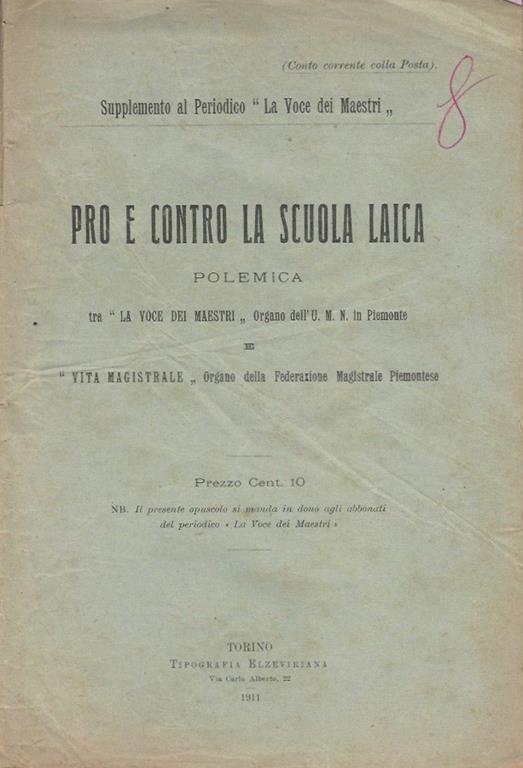 (Conto corrente colla Posta).
8
Supplemento al Periodico " La Voce dei Maestri „
PRO E CONTRO LA SCUOLA LAICA
POLEMICA
tra " LA VOCE DEI MAESTRI „ Organo dell'U. M. N. in Piemonte
E
" VITA MAGISTRALE „ Organo della Federazione Magistrale Piemontese
Prezzo Cent. 10
NB. Il presente opuscolo si manda in dono agli abbonati
del periodico « La Voce dei Maestri »
TORINO
TIPOGRAFIA ELZEVIRIANA
Via Carlo Alberto, 22
1911